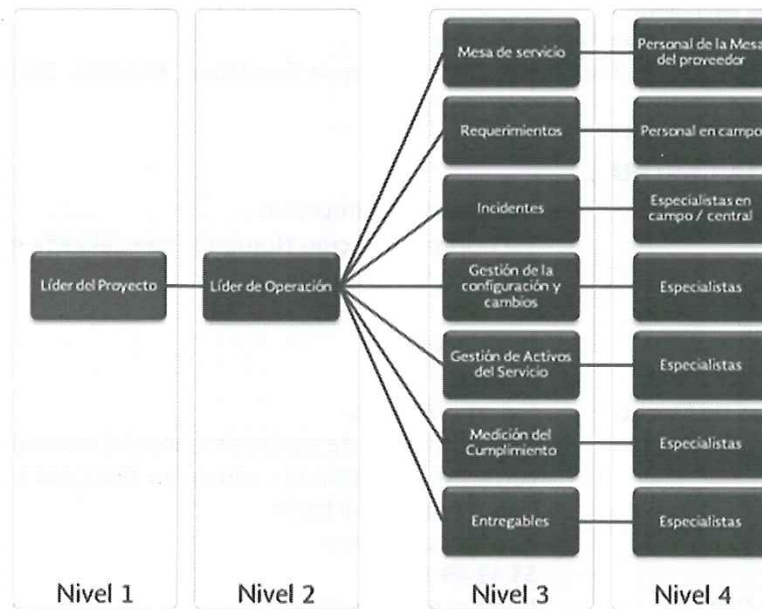 Líder del Proyecto
Líder de Operación
Mesa de servicio
Personal de la Mesa
del proveedor
Requerimientos
Personal en campo
Incidentes
Especialistas en
campo / central
Gestión de la
configuración y
cambios
Especialistas
Gestión de Activos
del Servicio
Especialistas
Medición del
Cumplimiento
Especialistas
Entregables
Especialistas
Nivel 1
Nivel 2
Nivel 3
Nivel 4